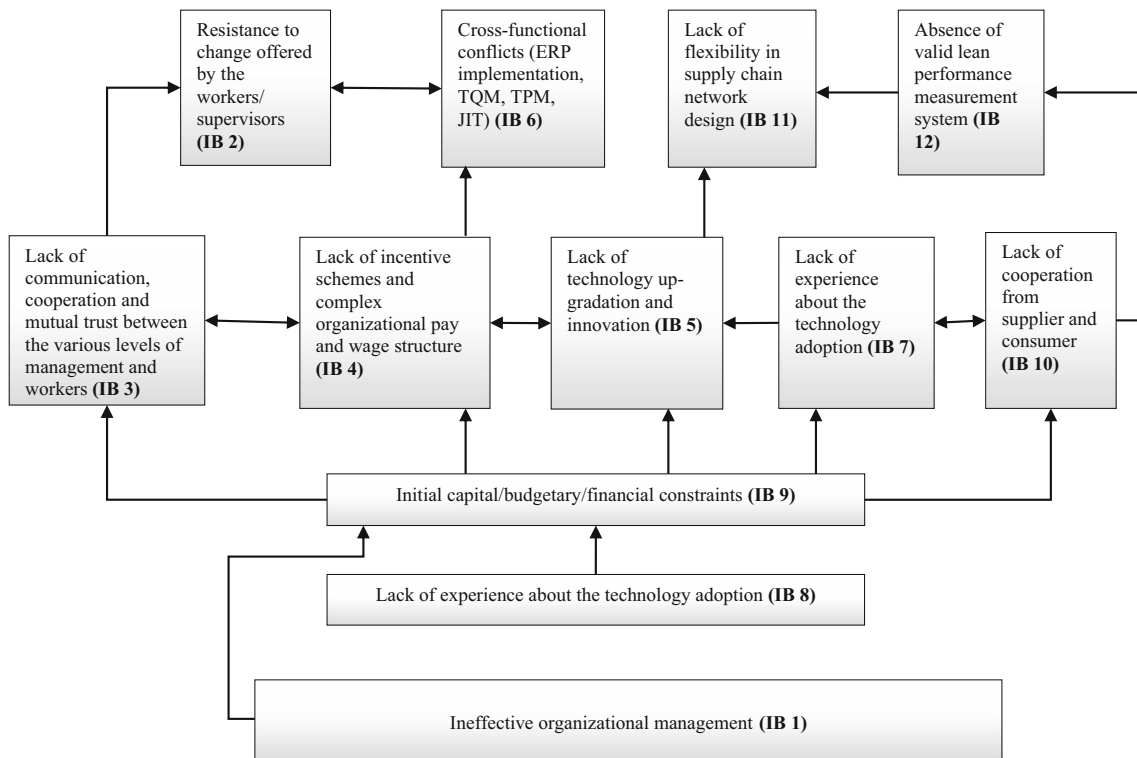 Resistance to
change offered
by the
workers/
supervisors
(IB 2)
Cross-functional
conflicts (ERP
implementation,
TQM, TPM,
JIT) (IB 6)
Lack of
flexibility in
supply chain
network
design (IB 11)
Absence of
valid lean
performance
measurement
system (IB
12)
Lack of
communication,
cooperation and
mutual trust between
the various levels of
management and
workers (IB 3)
Lack of incentive
schemes and
complex
organizational pay
and wage structure
(IB 4)
Lack of
technology up-
gradation and
innovation (IB 5)
Lack of
experience
about the
technology
adoption (IB 7)
Lack of
cooperation
from
supplier and
consumer
(IB 10)
Initial capital/budgetary/financial constraints (IB 9)
Lack of experience about the technology adoption (IB 8)
Ineffective organizational management (IB 1)